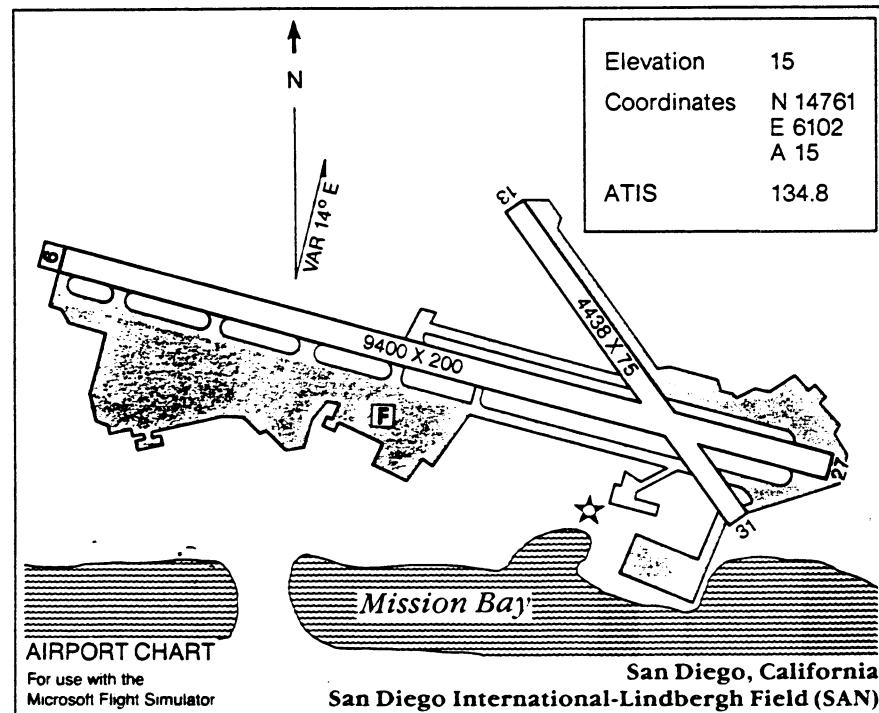 Elevation 15
Coordinates N 14761
E 6102
A 15
ATIS 134.8
N
VAR 14° E
13
9
4438 X 75
9400 X 200
F
27
31
Mission Bay
AIRPORT CHART
For use with the
Microsoft Flight Simulator
San Diego, California
San Diego International-Lindbergh Field (SAN)